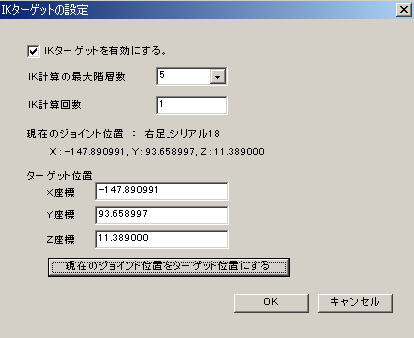 IKターゲットの設定
IKターゲットを有効にする。
IK計算の最大階層数 5
IK計算回数 1
現在のジョイント位置 ： 右足_シリアル18
X : -147.890991, Y : 93.658997, Z : 11.389000
ターゲット位置
X座標 -147.890991
Y座標 93.658997
Z座標 11.389000
現在のジョイント位置をターゲット位置にする
OK キャンセル